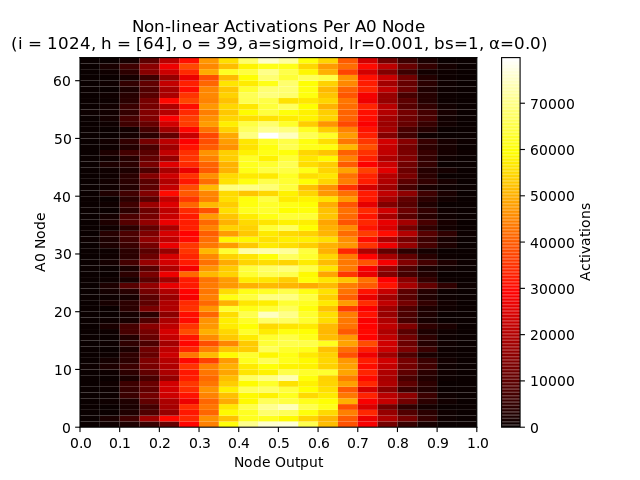 Non-linear Activations Per A0 Node
(i = 1024, h = [64], o = 39, a=sigmoid, lr=0.001, bs=1, α=0.0)
A0 Node
60
50
40
30
20
10
0
0.0 0.1 0.2 0.3 0.4 0.5 0.6 0.7 0.8 0.9 1.0
Node Output
70000
60000
50000
40000
30000
20000
10000
0
Activations